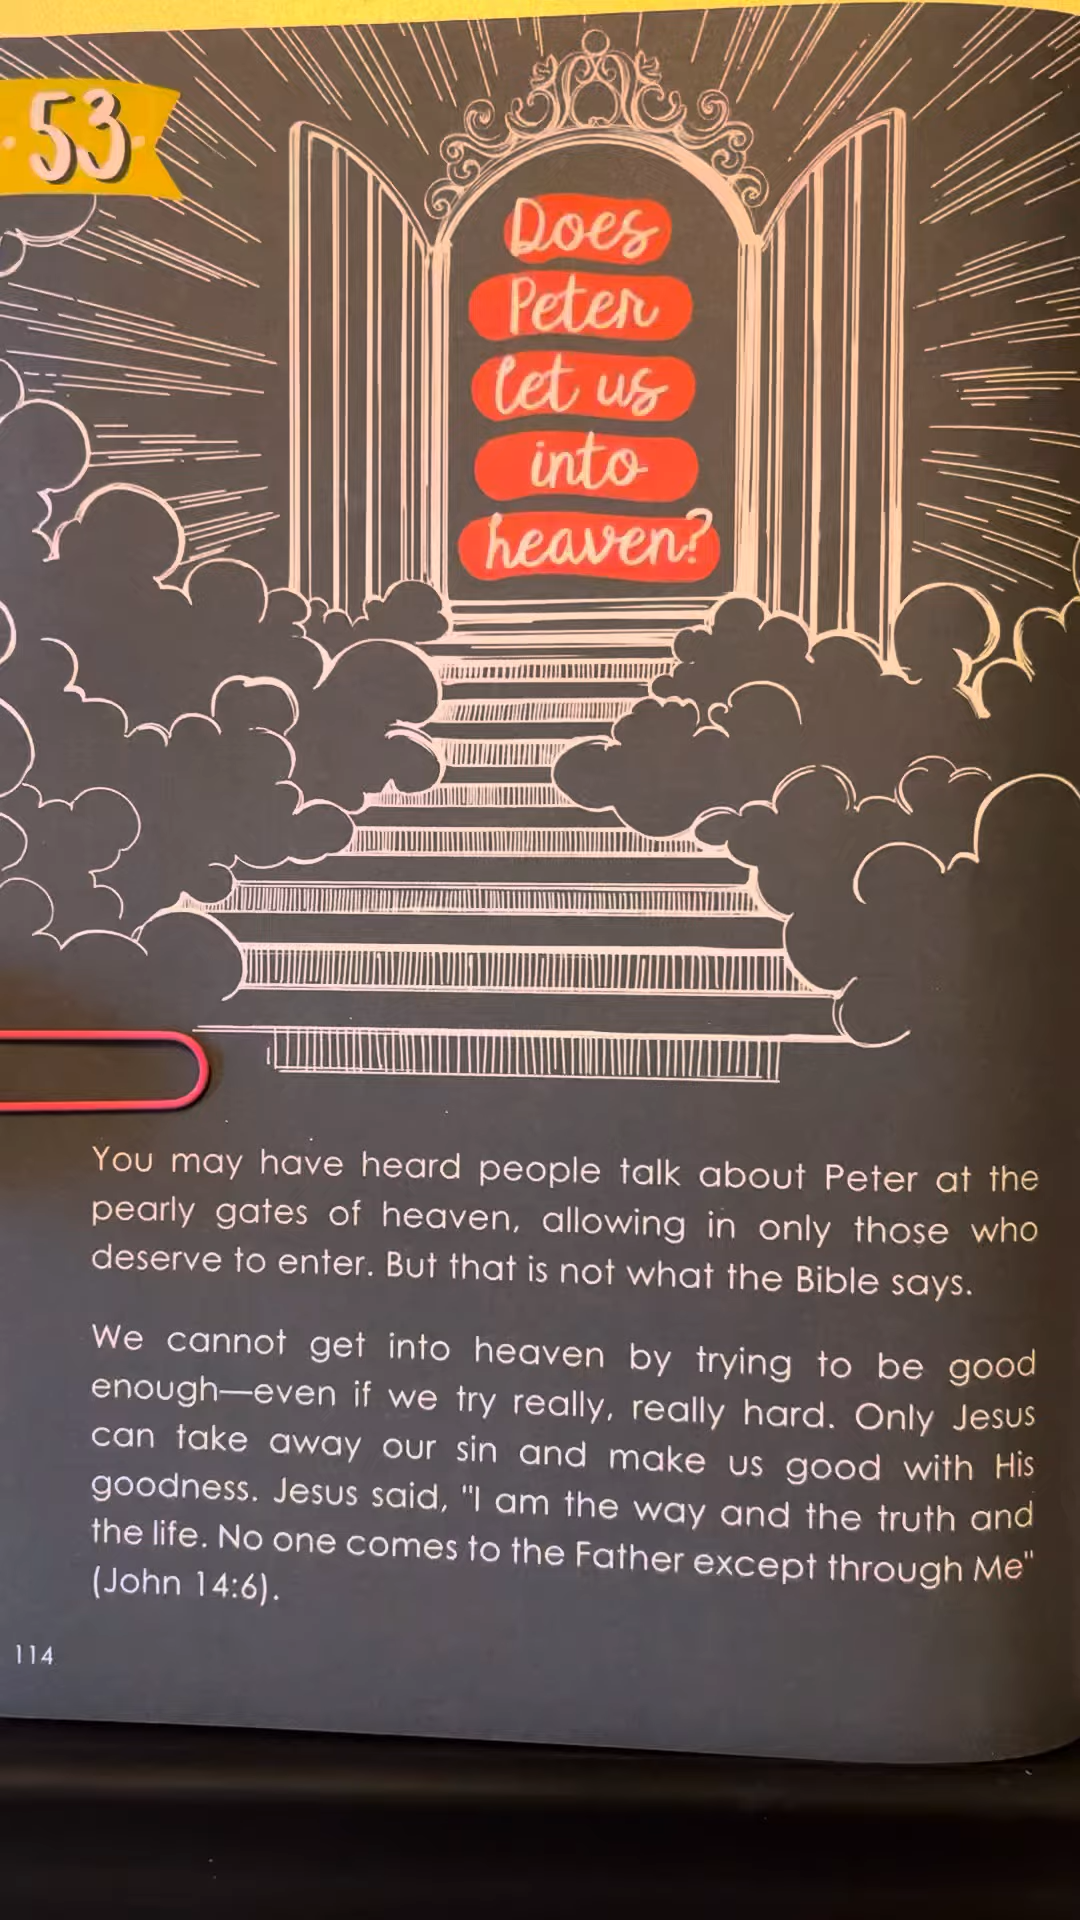 53
Does
Peter
let us
into
heaven?
You may have heard people talk about Peter at the
pearly gates of heaven, allowing in only those who
deserve to enter. But that is not what the Bible says.
We cannot get into heaven by trying to be good
enough—even if we try really, really hard. Only Jesus
can take away our sin and make us good with His
goodness. Jesus said, "I am the way and the truth and
the life. No one comes to the Father except through Me"
(John 14:6).
114